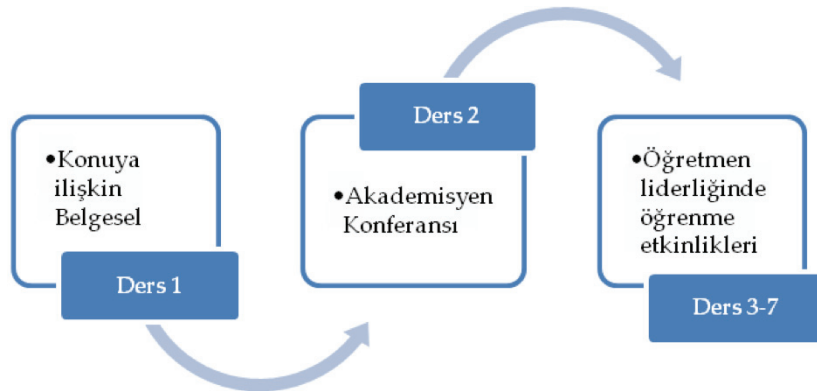 •Konuya
ilişkin
Belgesel
Ders 1
Ders 2
•Akademisyen
Konferansı
•Öğretmen
liderliğinde
öğrenme
etkinlikleri
Ders 3-7